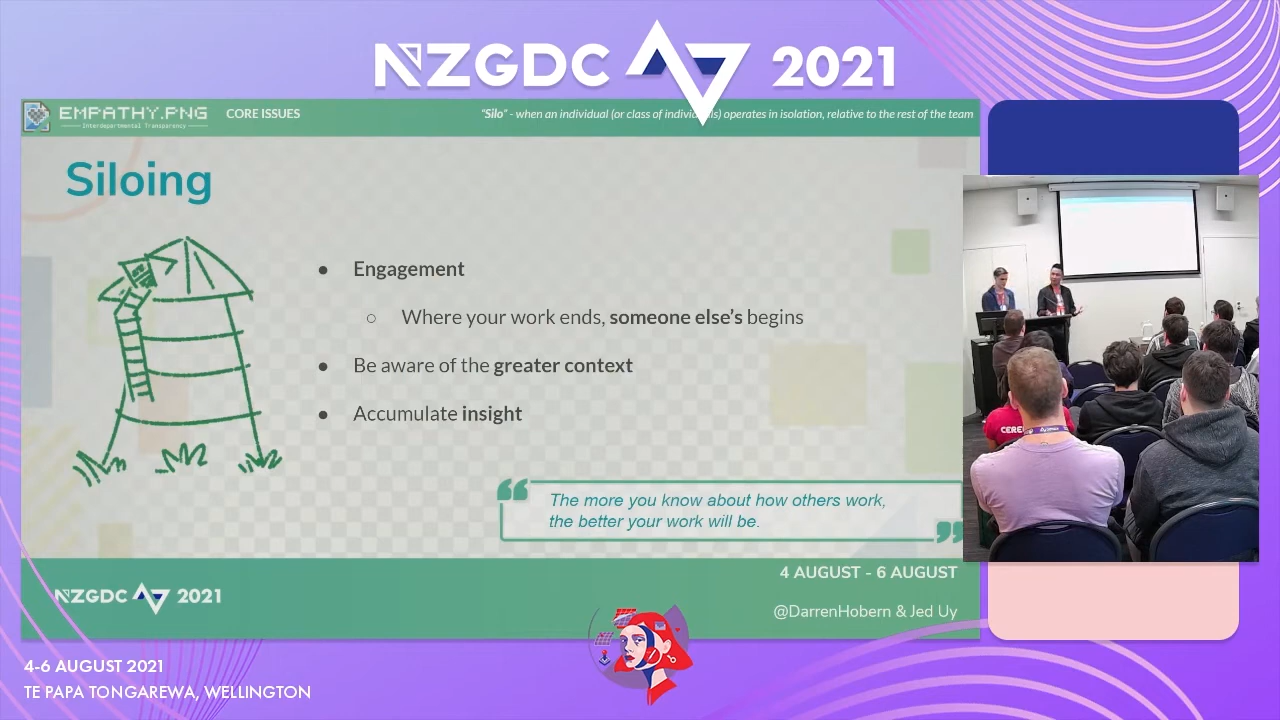 NZGDC 2021
EMPATHY.PNG
Interdepartmental Transparency
CORE ISSUES
"Silo" - when an individual (or class of individuals) operates in isolation, relative to the rest of the team
Siloing
Engagement
Where your work ends, someone else's begins
Be aware of the greater context
Accumulate insight
The more you know about how others work,
the better your work will be.
4 AUGUST - 6 AUGUST
NZGDC 2021
@DarrenHobern & Jed Uy
CERE
4-6 AUGUST 2021
TE PAPA TONGAREWA, WELLINGTON